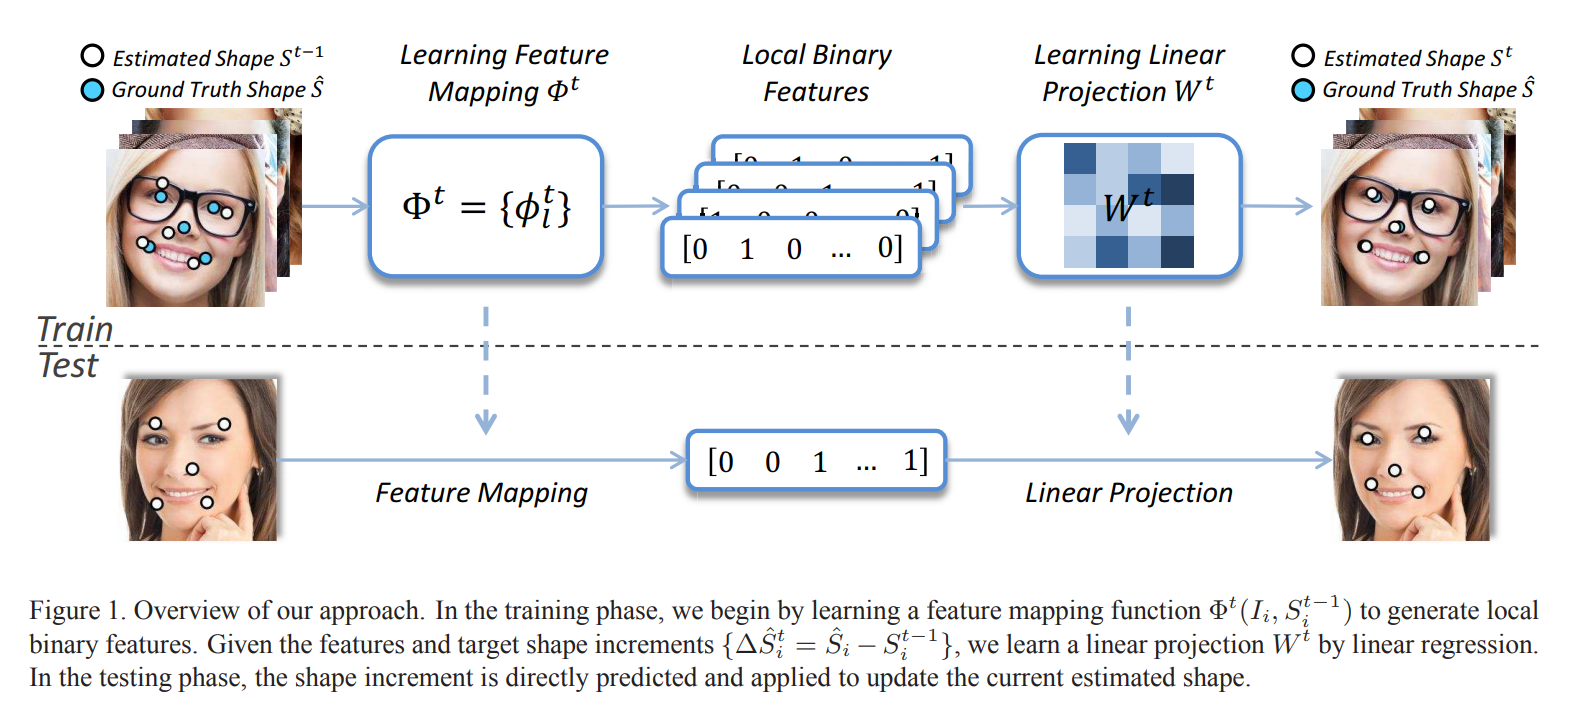 Estimated Shape S^{t−1}
Ground Truth Shape Ŝ
Learning Feature
Mapping Φ^t
Local Binary
Features
Learning Linear
Projection W^t
Estimated Shape S^t
Ground Truth Shape Ŝ
Φ^t = {ϕ_l^t}
[0 1 0 ... 0]
W^t
Train
Test
[0 0 1 ... 1]
Feature Mapping
Linear Projection
Figure 1. Overview of our approach. In the training phase, we begin by learning a feature mapping function Φ^t(I_i, S_i^{t−1}) to generate local
binary features. Given the features and target shape increments {ΔŜ_i^t = Ŝ_i − S_i^{t−1}}, we learn a linear projection W^t by linear regression.
In the testing phase, the shape increment is directly predicted and applied to update the current estimated shape.